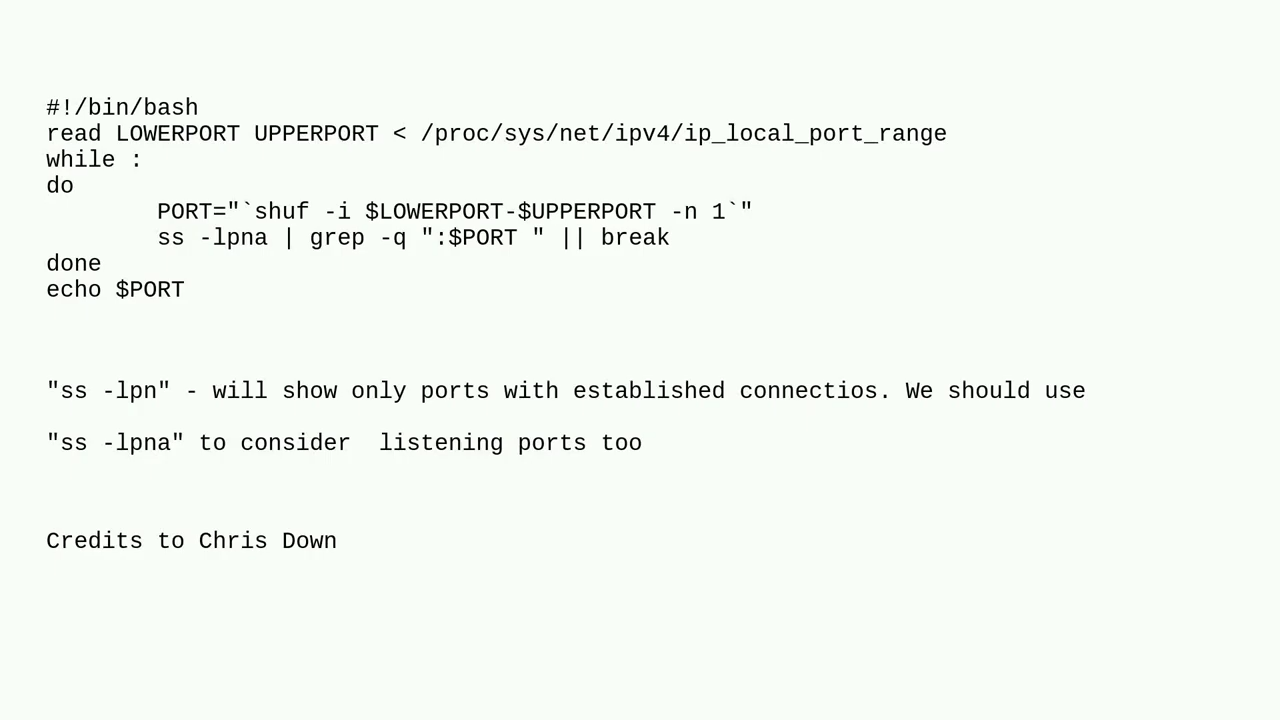 #!/bin/bash
read LOWERPORT UPPERPORT < /proc/sys/net/ipv4/ip_local_port_range
while :
do
        PORT="`shuf -i $LOWERPORT-$UPPERPORT -n 1`"
        ss -lpna | grep -q ":$PORT " || break
done
echo $PORT
"ss -lpn" - will show only ports with established connectios. We should use
"ss -lpna" to consider  listening ports too
Credits to Chris Down